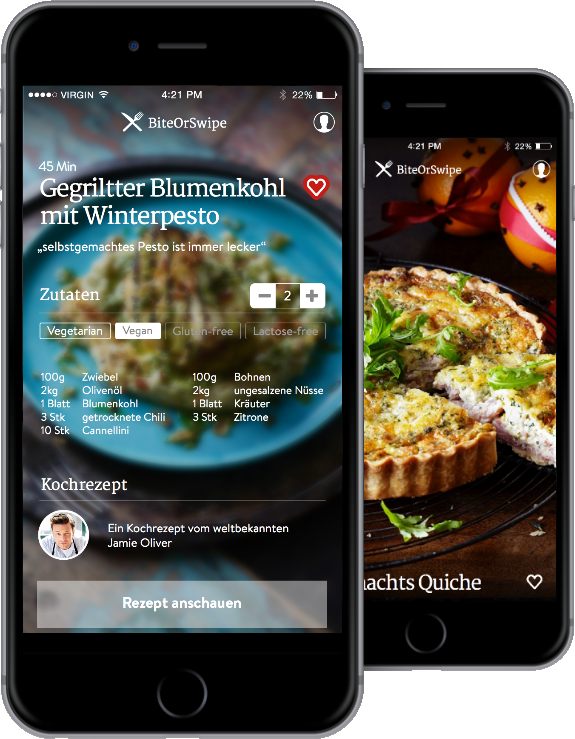 VIRGIN 4:21 PM 22%
BiteOrSwipe
45 Min
Gegriltter Blumenkohl
mit Winterpesto
„selbstgemachtes Pesto ist immer lecker“
Zutaten 2
Vegetarian Vegan Gluten-free Lactose-free
100g Zwiebel 100g Bohnen
2kg Olivenöl 2kg ungesalzene Nüsse
1 Blatt Blumenkohl 1 Blatt Kräuter
3 Stk getrocknete Chili 3 Stk Zitrone
10 Stk Cannellini
Kochrezept
Ein Kochrezept vom weltbekannten
Jamie Oliver
Rezept anschauen
4:21 PM 22%
BiteOrSwipe
nachts Quiche